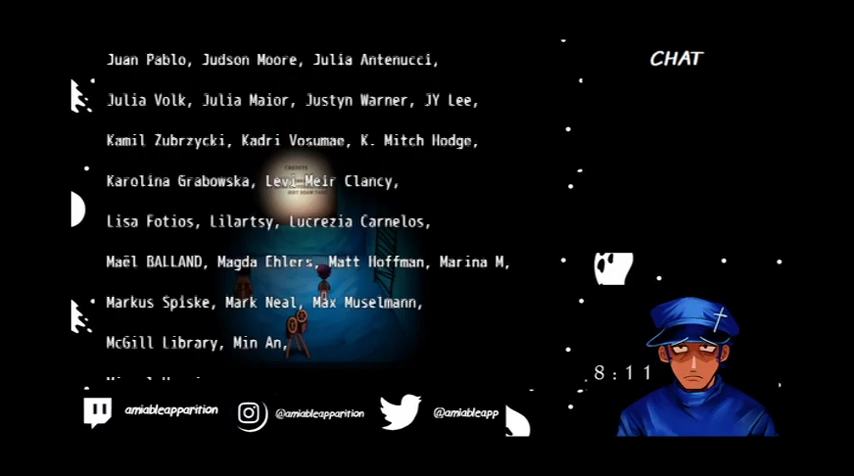 Juan Pablo, Judson Moore, Julia Antenucci,
Julia Volk, Julia Maior, Justyn Warner, JY Lee,
Kamil Zubrzycki, Kadri Vosumae, K. Mitch Hodge,
Karolina Grabowska, Levi Meir Clancy,
Lisa Fotios, Lilartsy, Lucrezia Carnelos,
Maël BALLAND, Magda Ehlers, Matt Hoffman, Marina M,
Markus Spiske, Mark Neal, Max Muselmann,
McGill Library, Min An,
CREDITS
CHAT
8:11
amiableapparition
@amiableapparition
@amiableapp